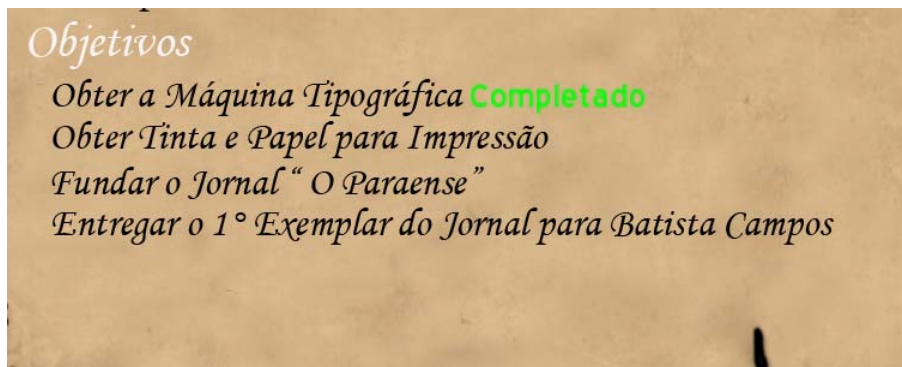 Objetivos
Obter a Máquina Tipográfica Completado
Obter Tinta e Papel para Impressão
Fundar o Jornal “ O Paraense”
Entregar o 1° Exemplar do Jornal para Batista Campos